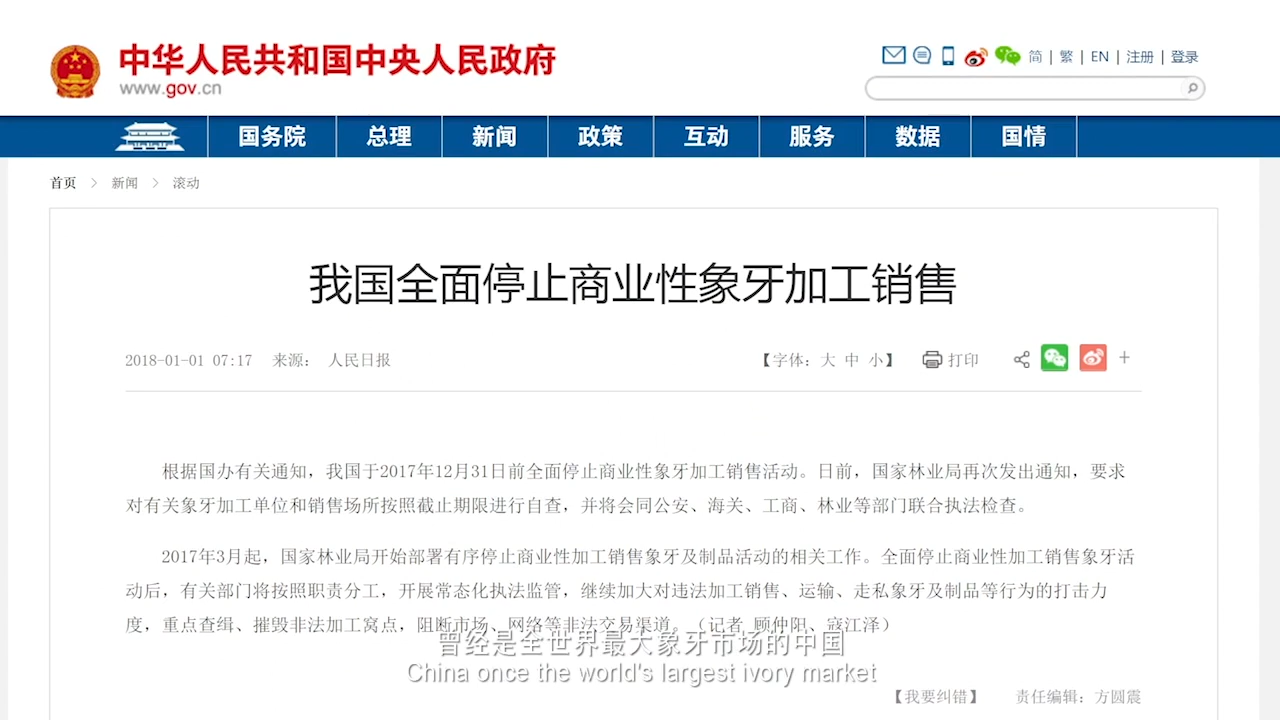 中华人民共和国中央人民政府
www.gov.cn
简 | 繁 | EN | 注册 | 登录
国务院 总理 新闻 政策 互动 服务 数据 国情
首页 > 新闻 > 滚动
我国全面停止商业性象牙加工销售
2018-01-01 07:17 来源： 人民日报 【字体：大 中 小】 打印 +
根据国办有关通知，我国于2017年12月31日前全面停止商业性象牙加工销售活动。日前，国家林业局再次发出通知，要求
对有关象牙加工单位和销售场所按照截止期限进行自查，并将会同公安、海关、工商、林业等部门联合执法检查。
2017年3月起，国家林业局开始部署有序停止商业性加工销售象牙及制品活动的相关工作。全面停止商业性加工销售象牙活
动后，有关部门将按照职责分工，开展常态化执法监管，继续加大对违法加工销售、运输、走私象牙及制品等行为的打击力
度，重点查缉、摧毁非法加工窝点，阻断市场、网络等非法交易渠道。（记者 顾仲阳、寇江泽）
曾经是全世界最大象牙市场的中国
China once the world's largest ivory market
【我要纠错】 责任编辑：方圆震